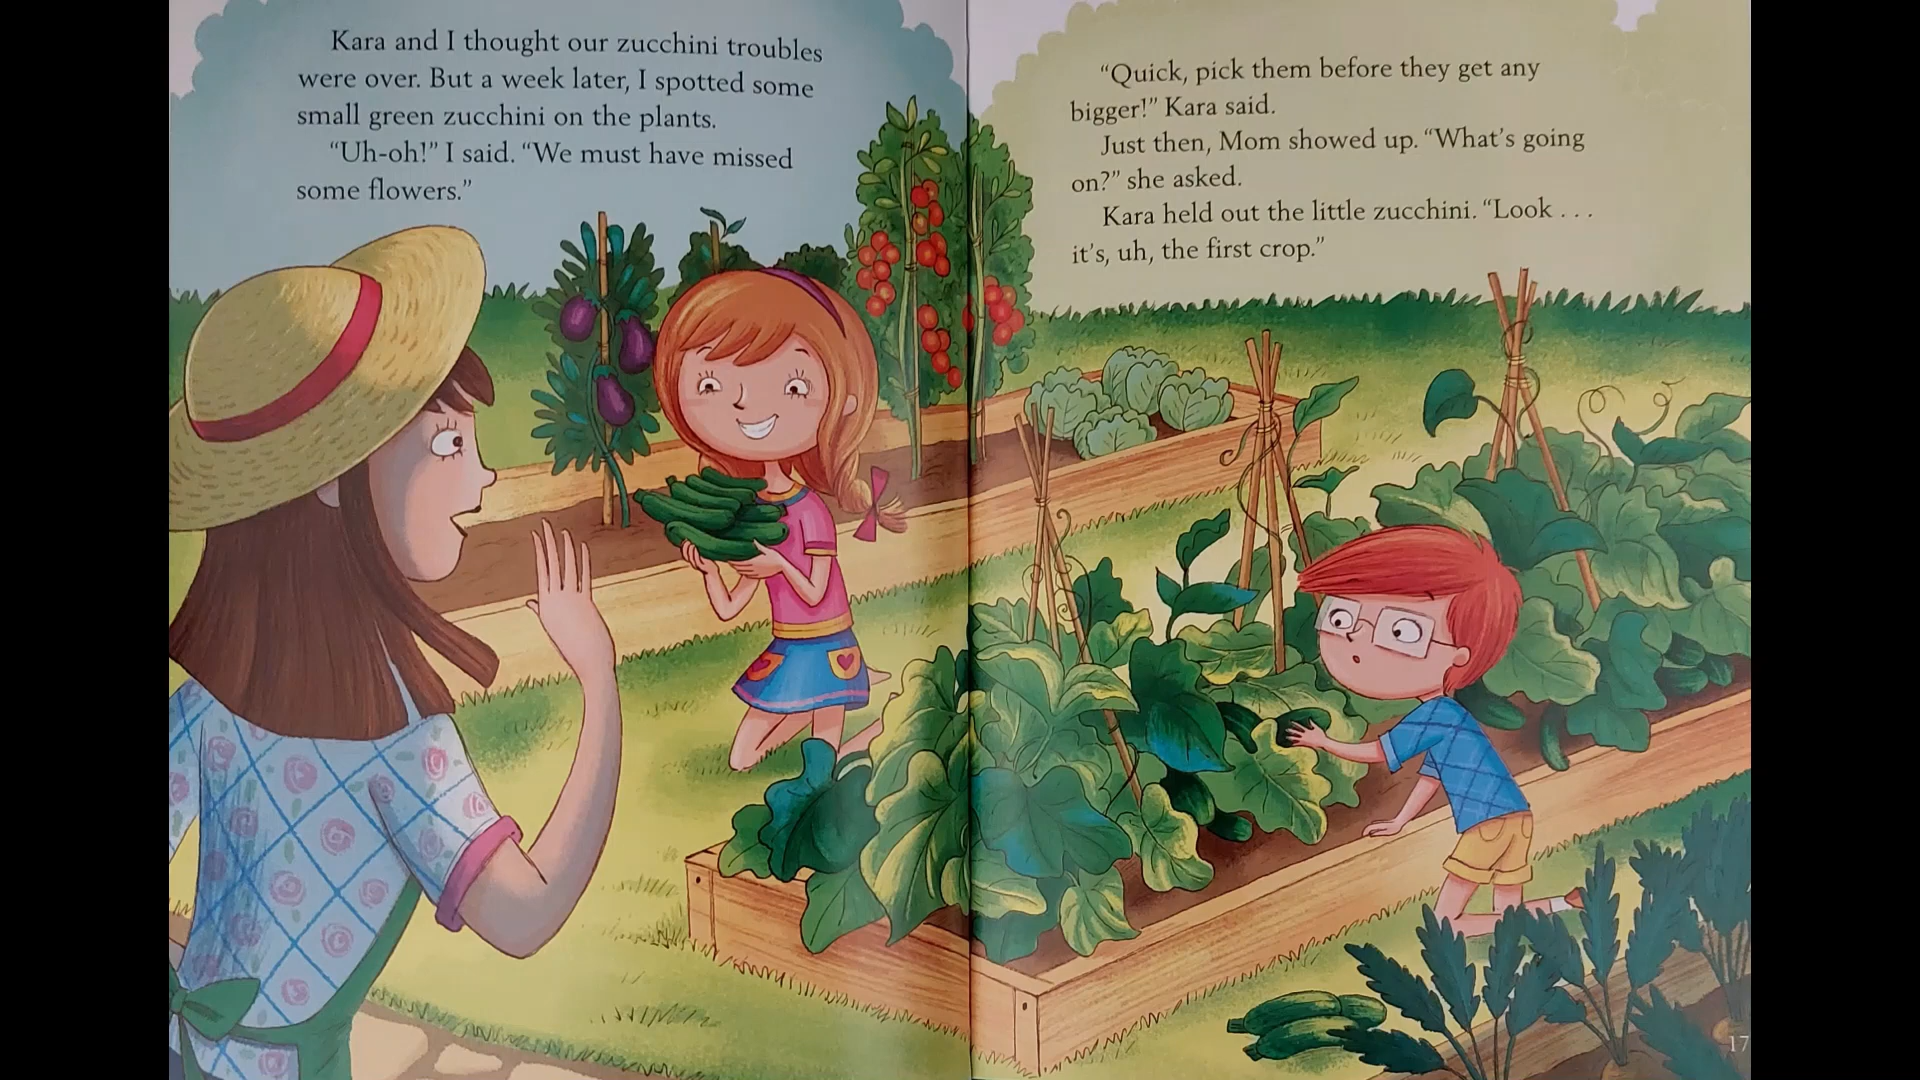 Kara and I thought our zucchini troubles
were over. But a week later, I spotted some
small green zucchini on the plants.
“Uh-oh!” I said. “We must have missed
some flowers.”
“Quick, pick them before they get any
bigger!” Kara said.
Just then, Mom showed up. “What’s going
on?” she asked.
Kara held out the little zucchini. “Look . . .
it’s, uh, the first crop.”
17